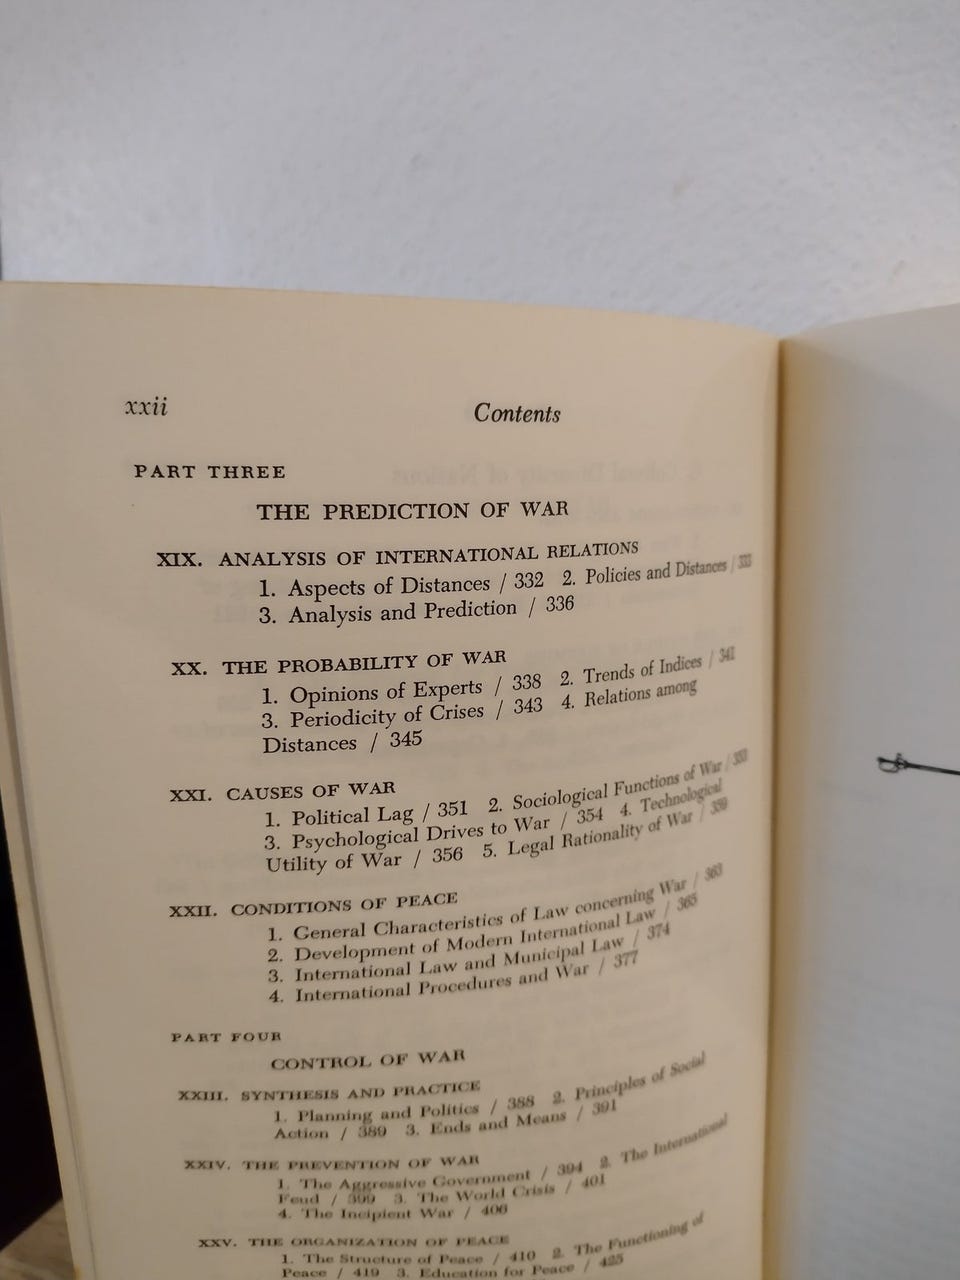 xxii
Contents
PART THREE
THE PREDICTION OF WAR
XIX. ANALYSIS OF INTERNATIONAL RELATIONS
1. Aspects of Distances / 332 2. Policies and Distances / 333
3. Analysis and Prediction / 336
XX. THE PROBABILITY OF WAR
1. Opinions of Experts / 338 2. Trends of Indices / 341
3. Periodicity of Crises / 343 4. Relations among
Distances / 345
XXI. CAUSES OF WAR
1. Political Lag / 351 2. Sociological Functions of War / 353
3. Psychological Drives to War / 354 4. Technological
Utility of War / 356 5. Legal Rationality of War / 359
XXII. CONDITIONS OF PEACE
1. General Characteristics of Law concerning War / 363
2. Development of Modern International Law / 365
3. International Law and Municipal Law / 374
4. International Procedures and War / 377
PART FOUR
CONTROL OF WAR
XXIII. SYNTHESIS AND PRACTICE
1. Planning and Politics / 388 2. Principles of Social
Action / 389 3. Ends and Means / 391
XXIV. THE PREVENTION OF WAR
1. The Aggressive Government / 394 2. The International
Feud / 399 3. The World Crisis / 401
4. The Incipient War / 406
XXV. THE ORGANIZATION OF PEACE
1. The Structure of Peace / 410 2. The Functioning of
Peace / 419 3. Education for Peace / 425